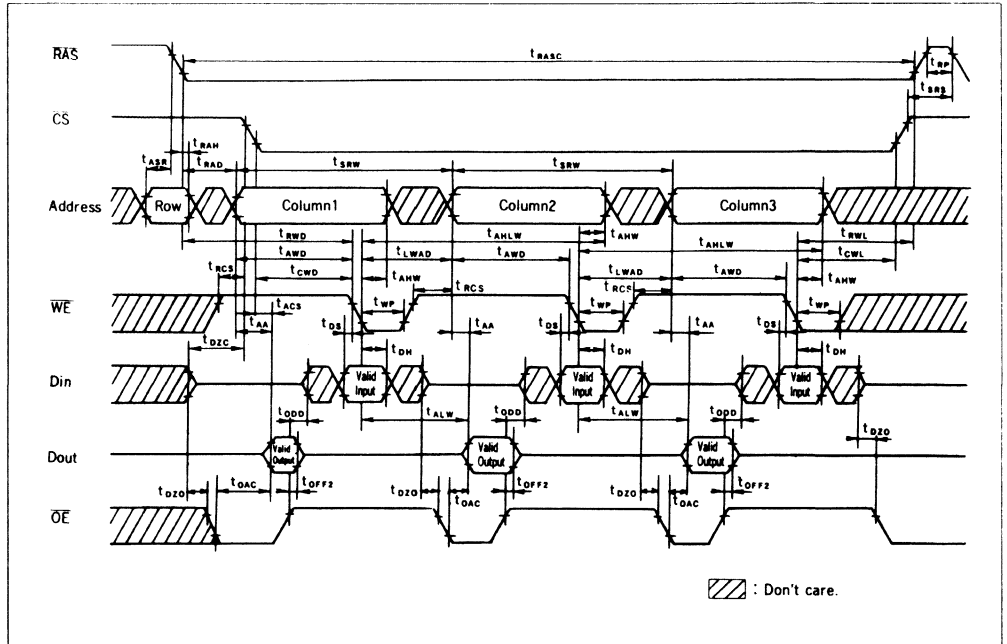 RAS
tRASC
tRP
tSRS
CS
tRAH
tASR
tRAD
tSRW
tSRW
Address
Row
Column1
Column2
Column3
tRWD
tAHLW
tAHW
tAHLW
tRWL
tAWD
tLWAD
tAWD
tLWAD
tAWD
tCWL
tRCS
tCWD
tAHW
tRCS
tRCS
tAHW
WE
tACS
tWP
tWP
tWP
tAA
tDS
tAA
tDS
tAA
tDS
tDZC
tDH
tDH
tDH
Din
Valid Input
Valid Input
Valid Input
tODD
tALW
tODD
tALW
tODD
tDZO
Dout
Valid Output
Valid Output
Valid Output
tDZO
tOAC
tOFF2
tDZO
tOAC
tOFF2
tDZO
tOAC
tOFF2
OE
: Don't care.